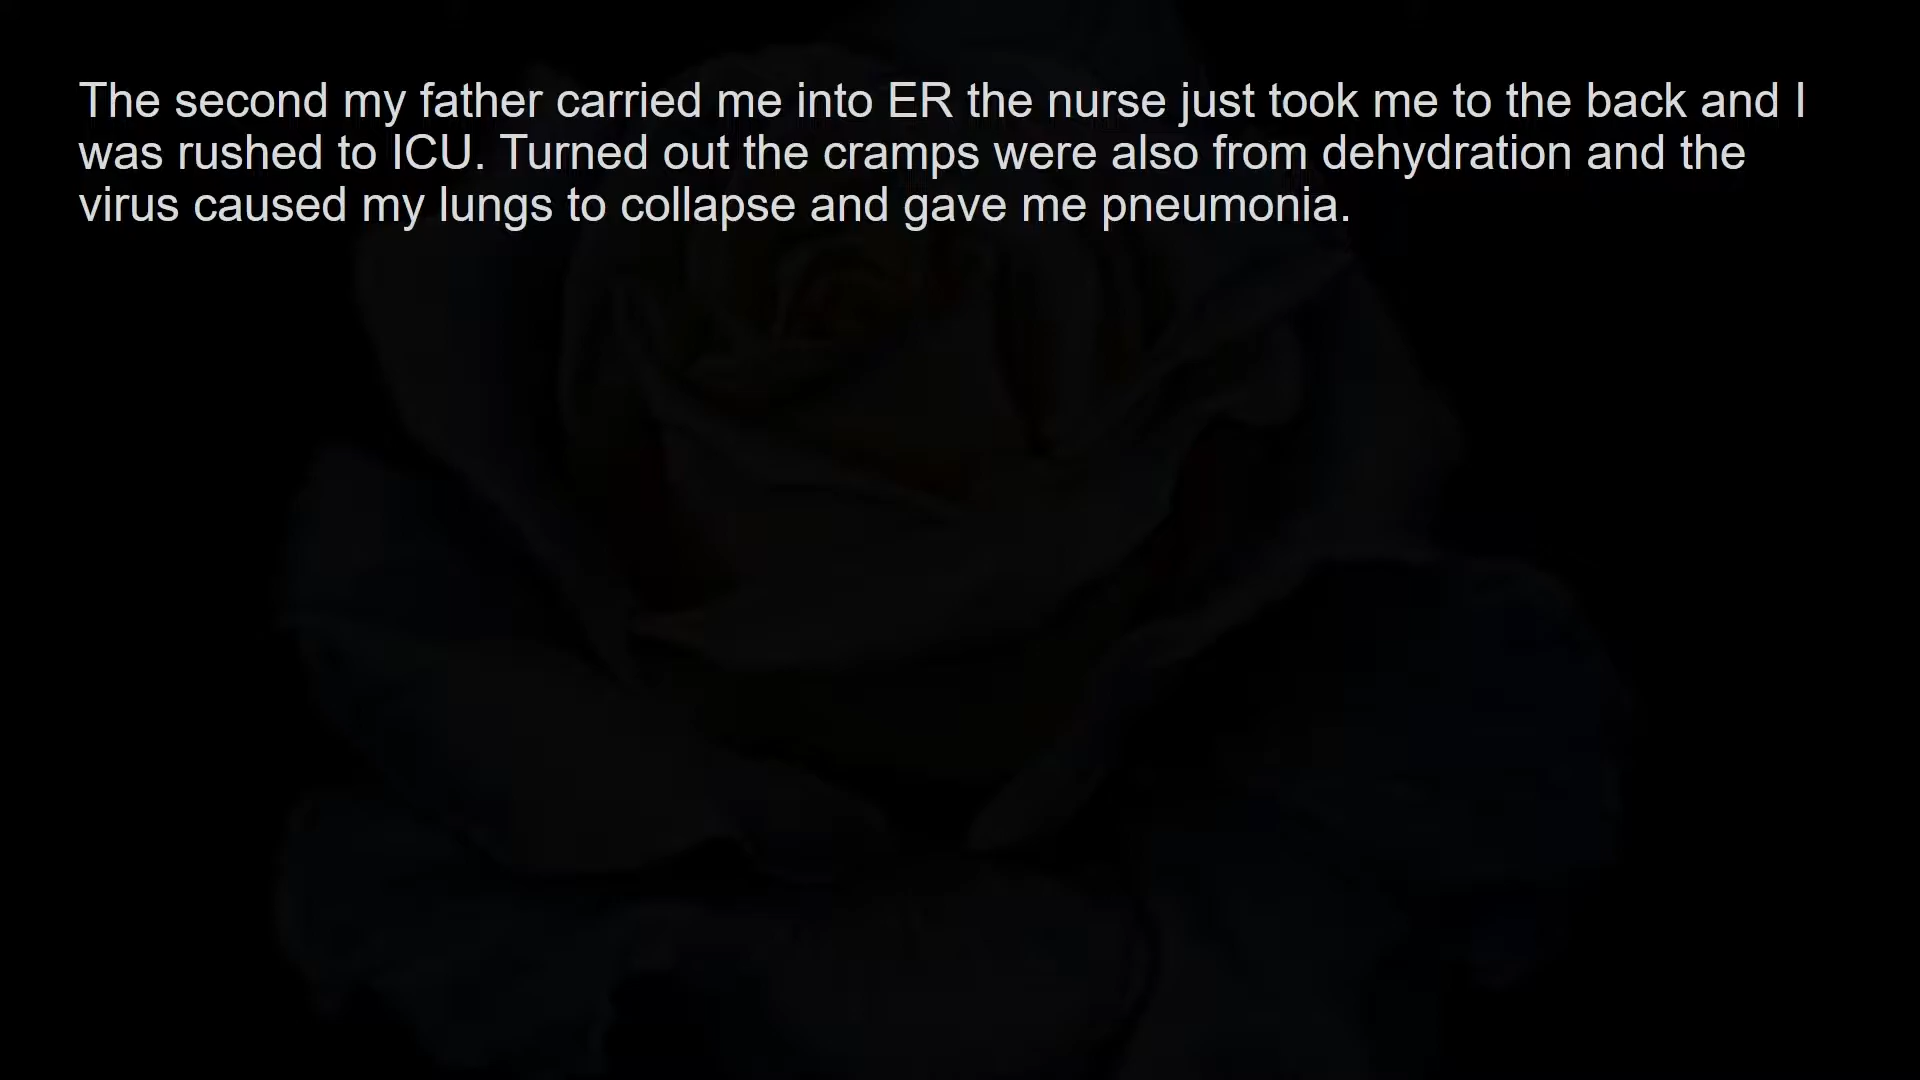 The second my father carried me into ER the nurse just took me to the back and I
was rushed to ICU. Turned out the cramps were also from dehydration and the
virus caused my lungs to collapse and gave me pneumonia.